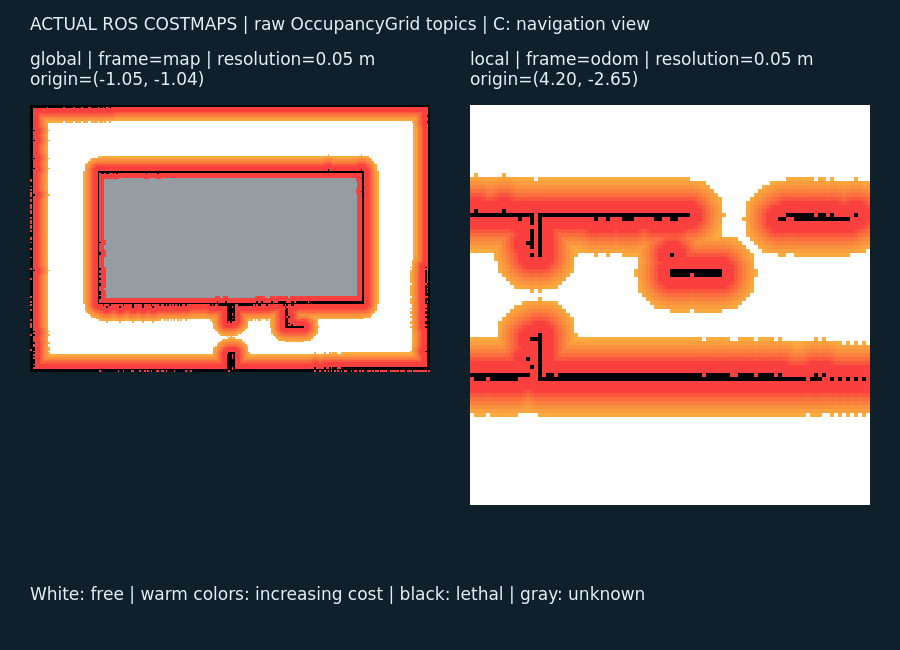 ACTUAL ROS COSTMAPS | raw OccupancyGrid topics | C: navigation view
global | frame=map | resolution=0.05 m
origin=(-1.05, -1.04)
local | frame=odom | resolution=0.05 m
origin=(4.20, -2.65)
White: free | warm colors: increasing cost | black: lethal | gray: unknown